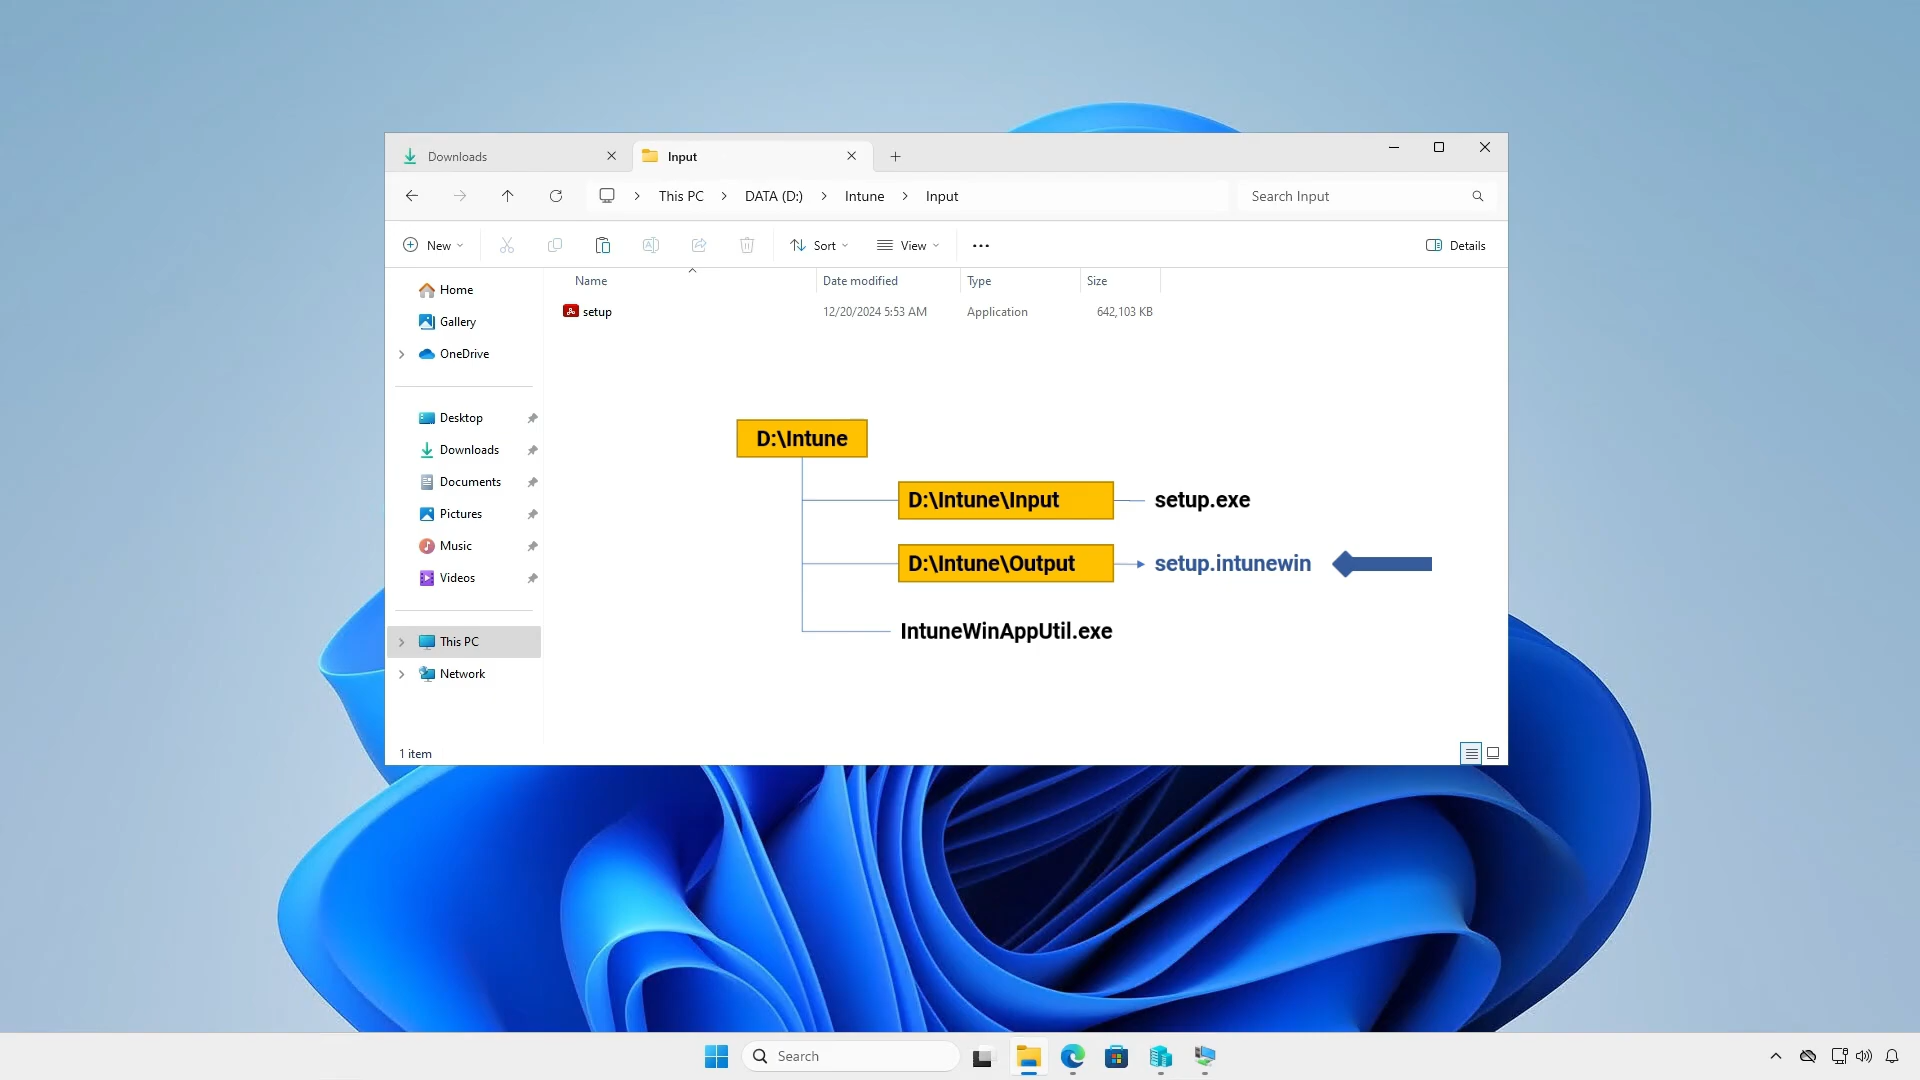 Downloads
Input
This PC
DATA (D:)
Intune
Input
Search Input
New
Sort
View
Details
Name
Date modified
Type
Size
setup
12/20/2024 5:53 AM
Application
642,103 KB
Home
Gallery
OneDrive
Desktop
Downloads
Documents
Pictures
Music
Videos
This PC
Network
D:\Intune
D:\Intune\Input
setup.exe
D:\Intune\Output
setup.intunewin
IntuneWinAppUtil.exe
1 item
Search